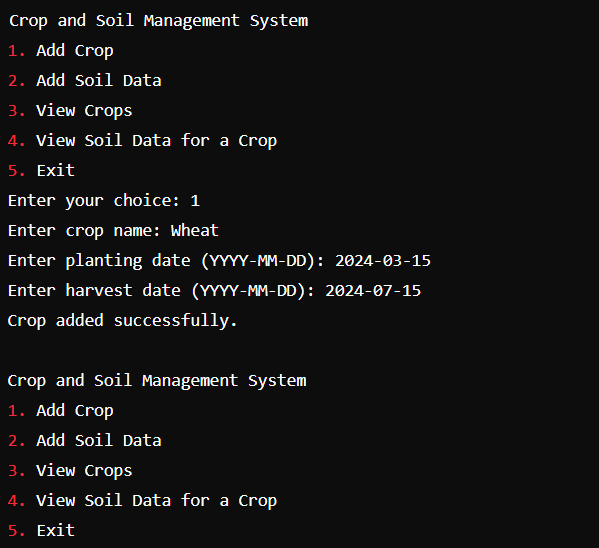 Crop and Soil Management System
1. Add Crop
2. Add Soil Data
3. View Crops
4. View Soil Data for a Crop
5. Exit
Enter your choice: 1
Enter crop name: Wheat
Enter planting date (YYYY-MM-DD): 2024-03-15
Enter harvest date (YYYY-MM-DD): 2024-07-15
Crop added successfully.
Crop and Soil Management System
1. Add Crop
2. Add Soil Data
3. View Crops
4. View Soil Data for a Crop
5. Exit